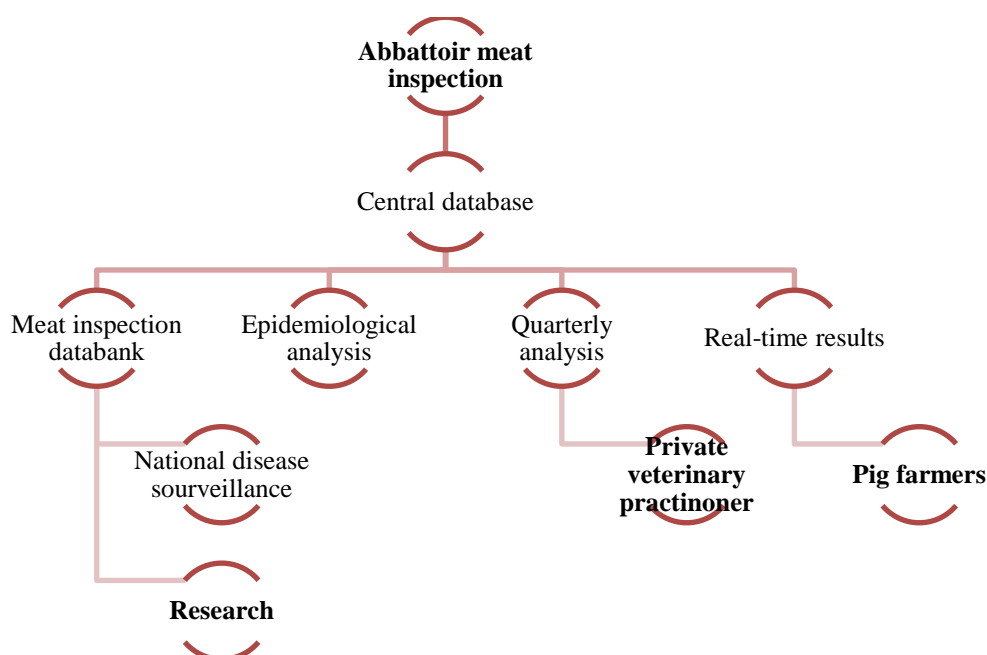 Abbattoir meat
inspection
Central database
Meat inspection
databank
Epidemiological
analysis
Quarterly
analysis
Real-time results
National disease
sourveillance
Private
veterinary
practinoner
Pig farmers
Research